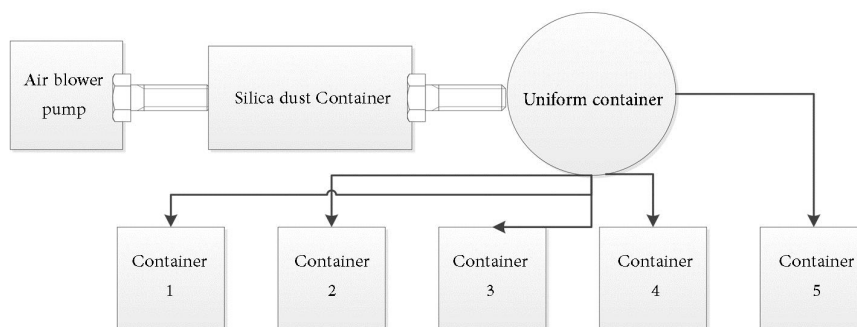 Air blower
pump
Silica dust Container
Uniform container
Container
1
Container
2
Container
3
Container
4
Container
5